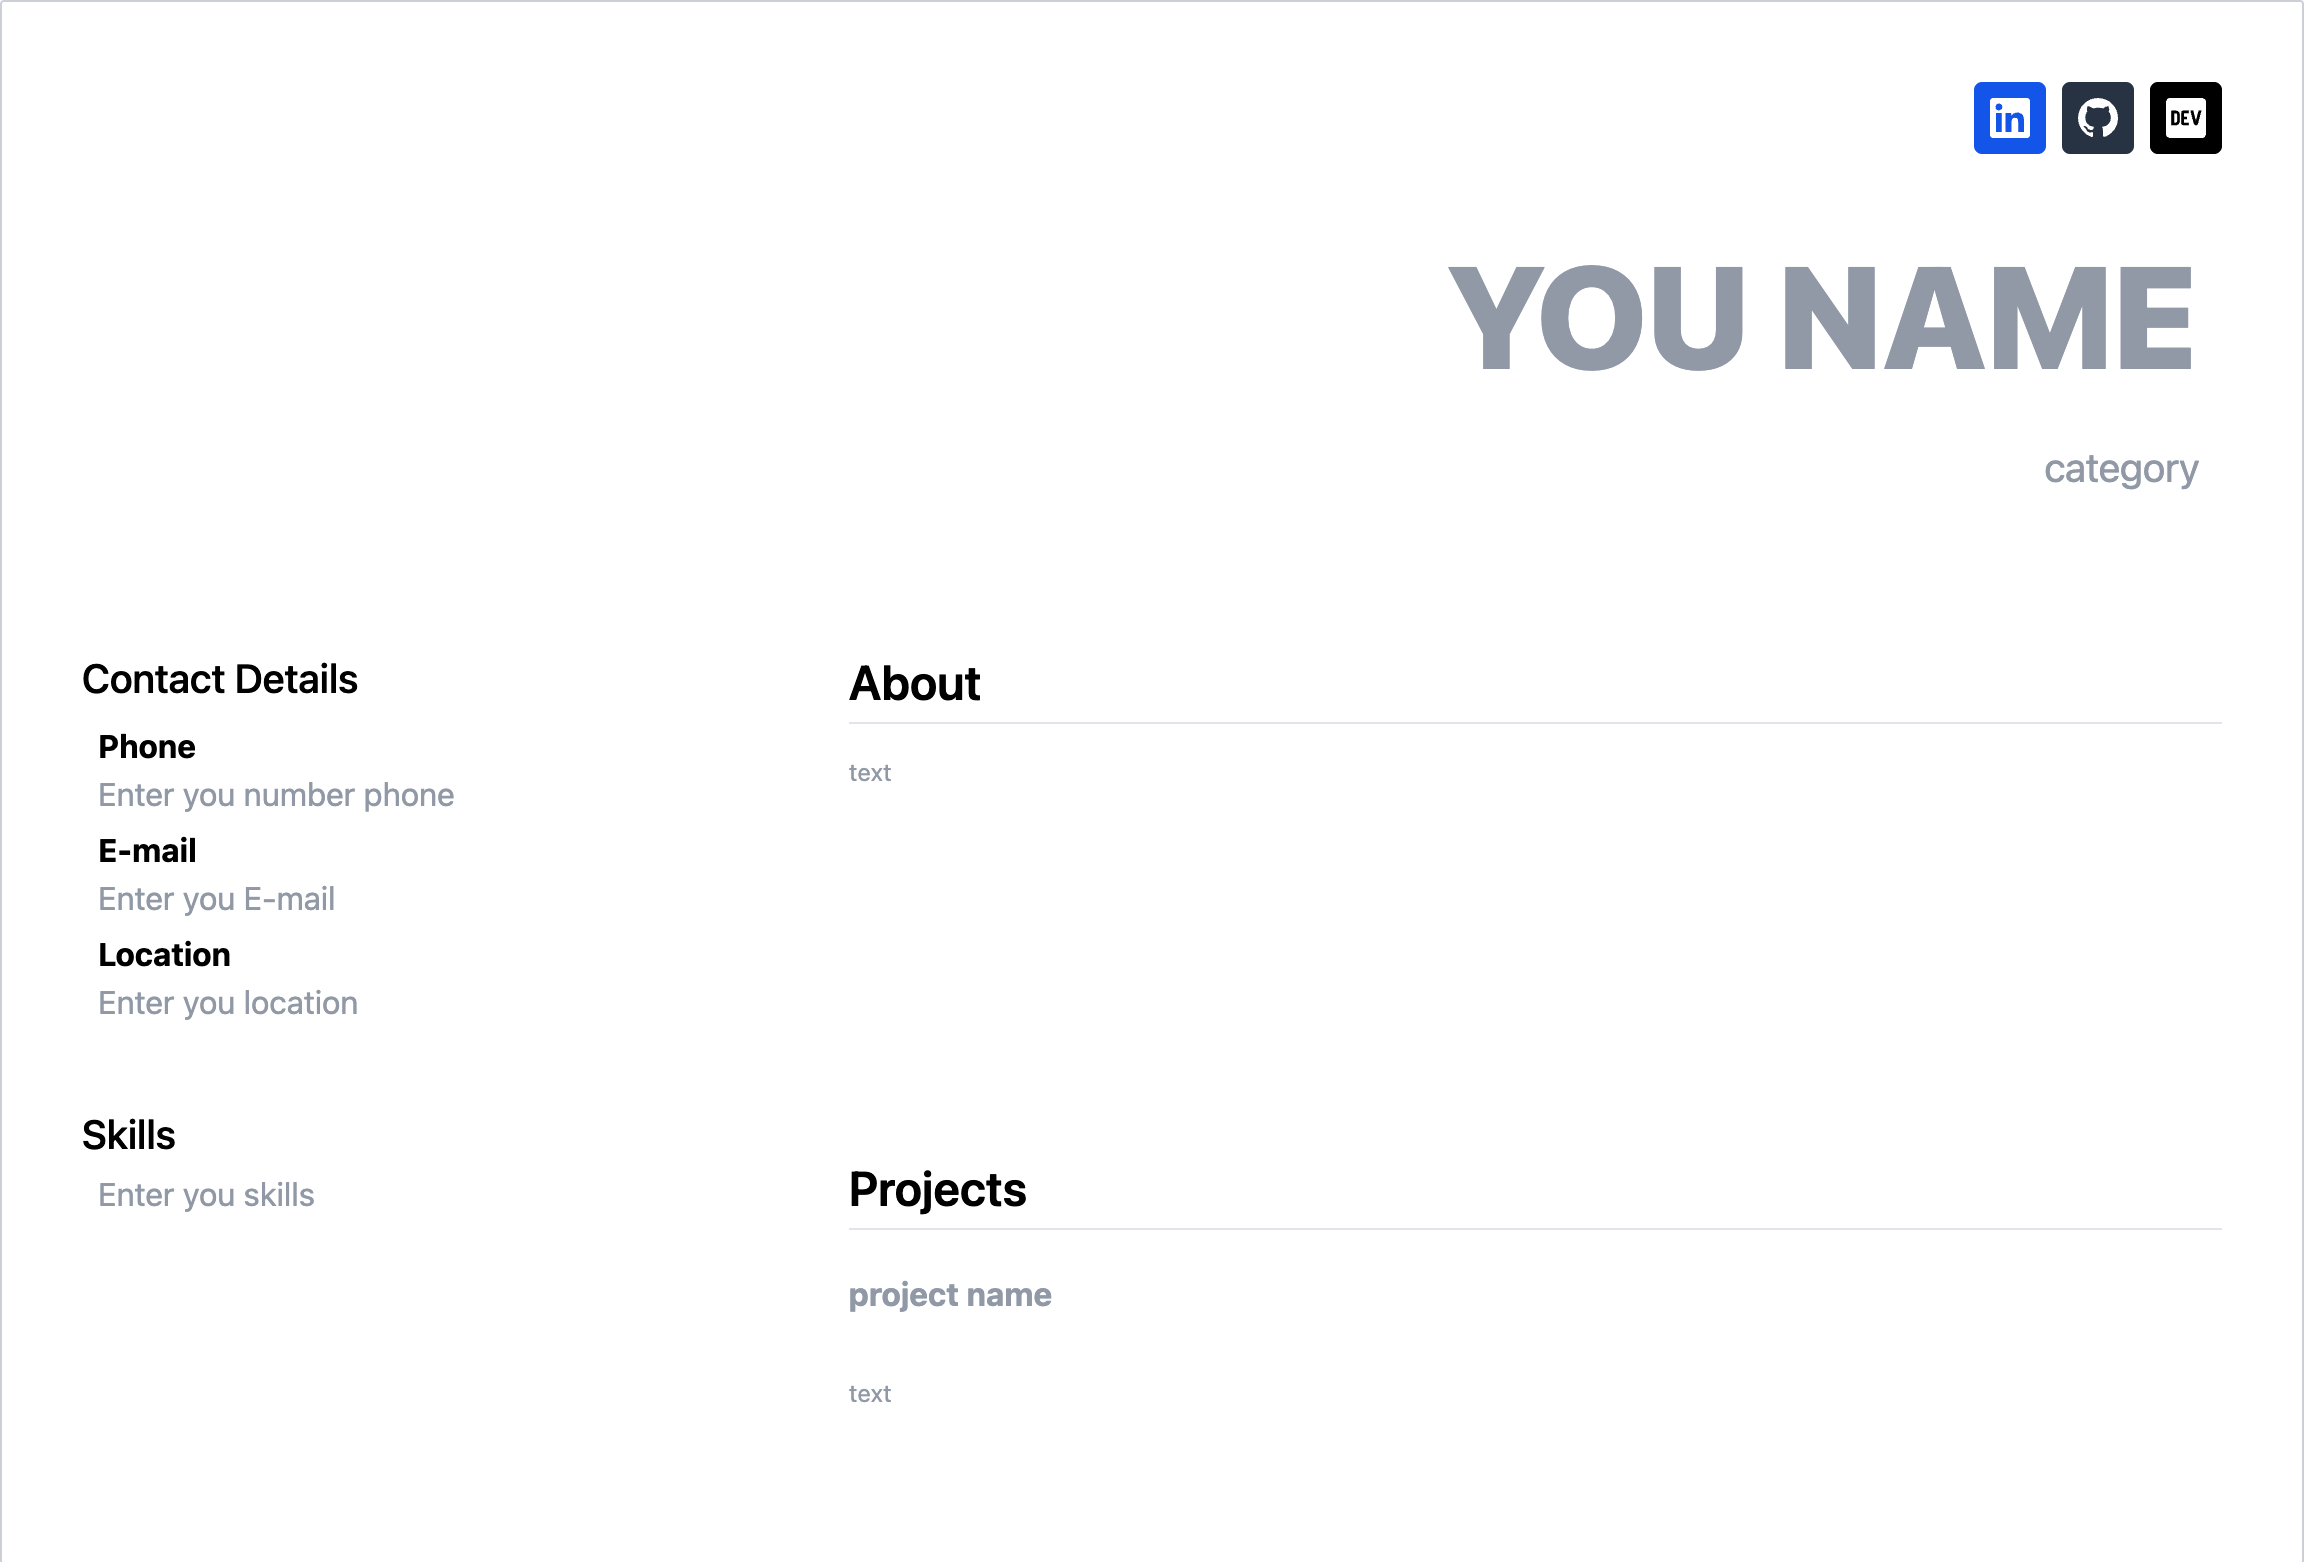 in
DEV
YOU NAME
category
Contact Details
Phone
Enter you number phone
E-mail
Enter you E-mail
Location
Enter you location
Skills
Enter you skills
About
text
Projects
project name
text